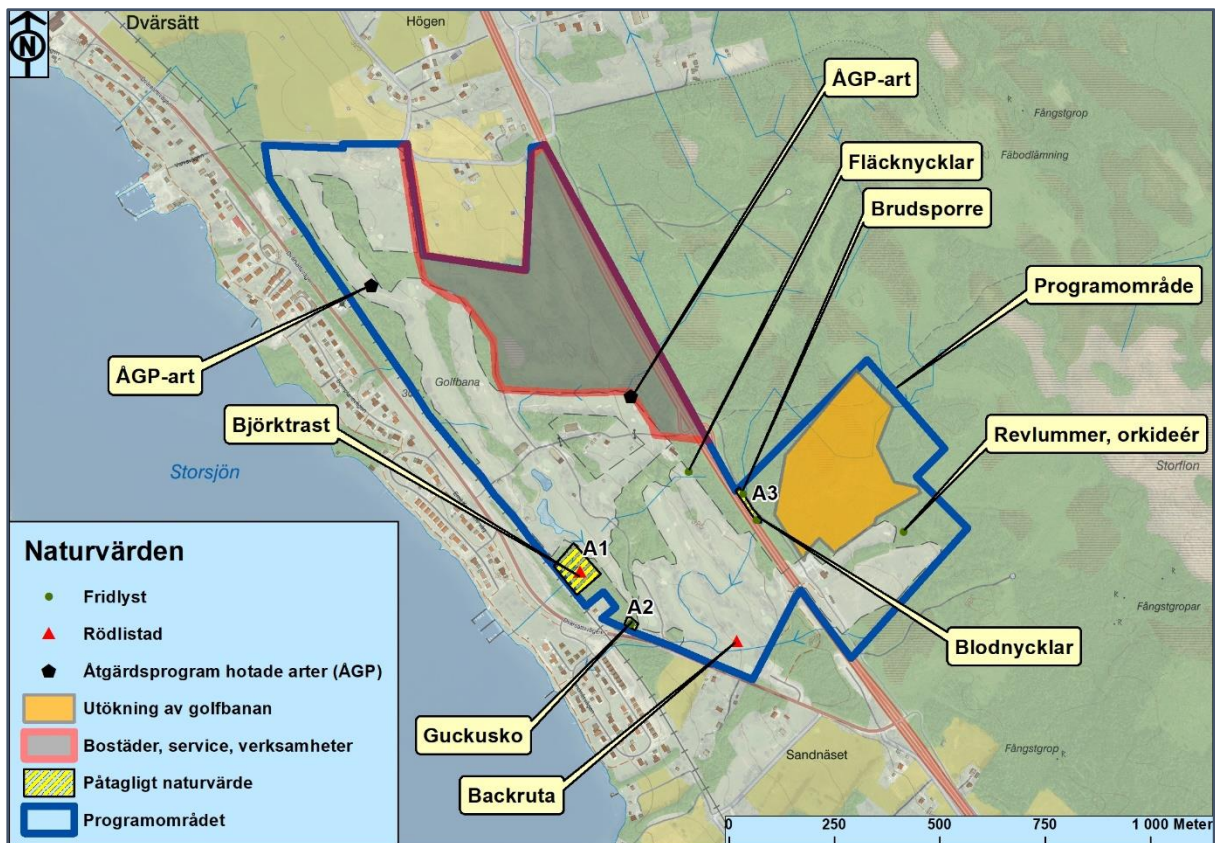 N
Dvärsätt
Högen
ÅGP-art
Fångstgrop
Fläcknycklar
Fäbodlämning
Brudsporre
Programområde
ÅGP-art
Golfbana
Björktrast
Revlummer, orkidéer
Storsjön
Storflon
A3
A1
A2
Fångstgropar
Blodnycklar
Guckusko
Sandnäset
Fångstgrop
Backruta
Naturvärden
Fridlyst
Rödlistad
Åtgärdsprogram hotade arter (ÅGP)
Utökning av golfbanan
Bostäder, service, verksamheter
Påtagligt naturvärde
Programområdet
0 250 500 750 1 000 Meter